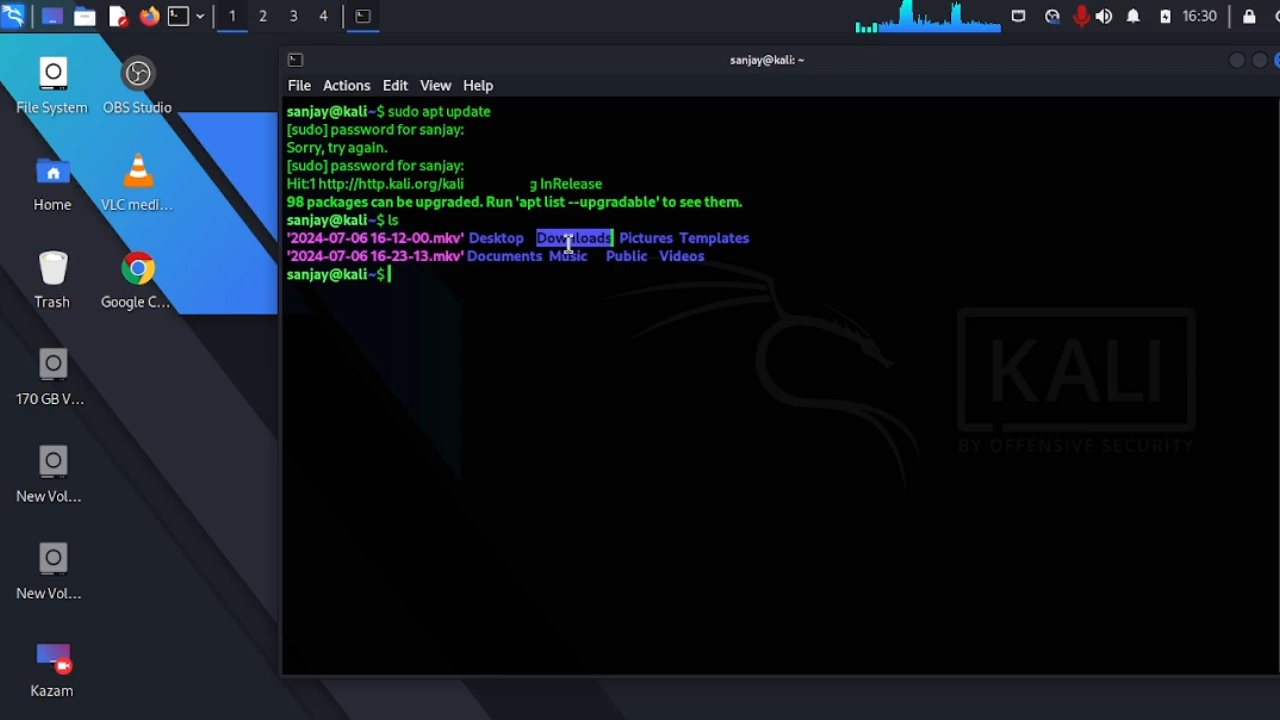 1 2 3 4
16:30
sanjay@kali: ~
File Actions Edit View Help
sanjay@kali~$ sudo apt update
[sudo] password for sanjay:
Sorry, try again.
[sudo] password for sanjay:
Hit:1 http://http.kali.org/kali g InRelease
98 packages can be upgraded. Run 'apt list --upgradable' to see them.
sanjay@kali~$ ls
'2024-07-06 16-12-00.mkv' Desktop Downloads Pictures Templates
'2024-07-06 16-23-13.mkv' Documents Music Public Videos
sanjay@kali~$
KALI
BY OFFENSIVE SECURITY
File System
OBS Studio
Home
VLC medi...
Trash
Google C...
170 GB V...
New Vol...
New Vol...
Kazam